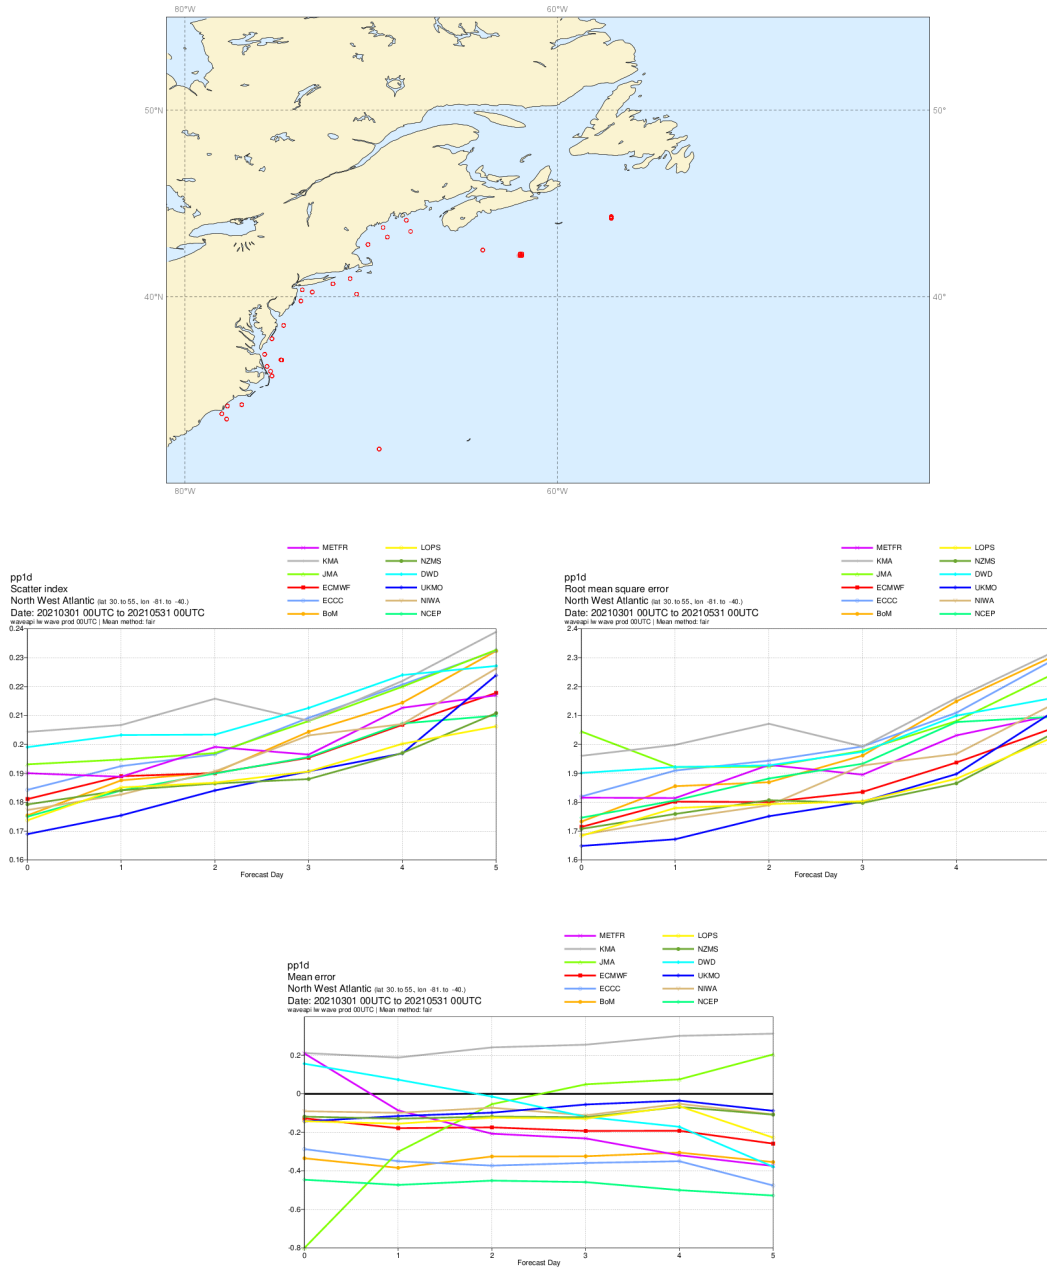 80°W 60°W
50°N 50°
40°N 40°
80°W 60°W
METFR LOPS
KMA NZMS
JMA DWD
ECMWF UKMO
ECCC NIWA
BoM NCEP
pp1d
Scatter index
North West Atlantic (lat 30. to 55., lon -81. to -40.)
Date: 20210301 00UTC to 20210531 00UTC
waveapi lw wave prod 00UTC | Mean method: fair
0.24
0.23
0.22
0.21
0.2
0.19
0.18
0.17
0.16
0 1 2 3 4 5
Forecast Day
METFR LOPS
KMA NZMS
JMA DWD
ECMWF UKMO
ECCC NIWA
BoM NCEP
pp1d
Root mean square error
North West Atlantic (lat 30. to 55., lon -81. to -40.)
Date: 20210301 00UTC to 20210531 00UTC
waveapi lw wave prod 00UTC | Mean method: fair
2.4
2.3
2.2
2.1
2
1.9
1.8
1.7
1.6
0 1 2 3 4
Forecast Day
METFR LOPS
KMA NZMS
JMA DWD
ECMWF UKMO
ECCC NIWA
BoM NCEP
pp1d
Mean error
North West Atlantic (lat 30. to 55., lon -81. to -40.)
Date: 20210301 00UTC to 20210531 00UTC
waveapi lw wave prod 00UTC | Mean method: fair
0.2
0
-0.2
-0.4
-0.6
-0.8
0 1 2 3 4 5
Forecast Day